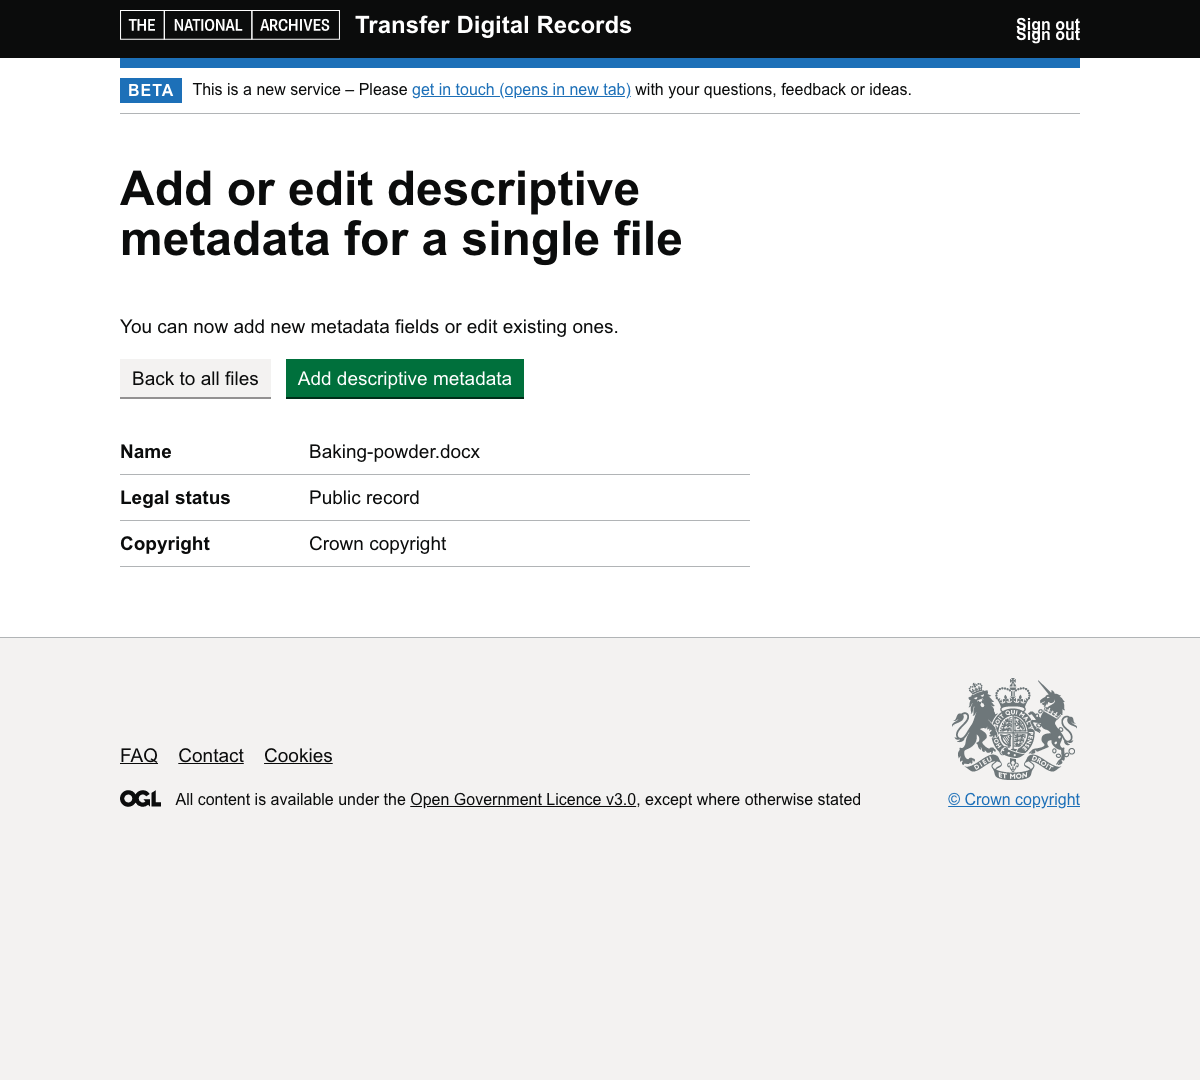 THE NATIONAL ARCHIVES Transfer Digital Records Sign out
Sign out
BETA This is a new service – Please get in touch (opens in new tab) with your questions, feedback or ideas.
Add or edit descriptive
metadata for a single file
You can now add new metadata fields or edit existing ones.
Back to all files Add descriptive metadata
Name Baking-powder.docx
Legal status Public record
Copyright Crown copyright
DIEU ET MON DROIT
FAQ Contact Cookies
OGL All content is available under the Open Government Licence v3.0, except where otherwise stated © Crown copyright